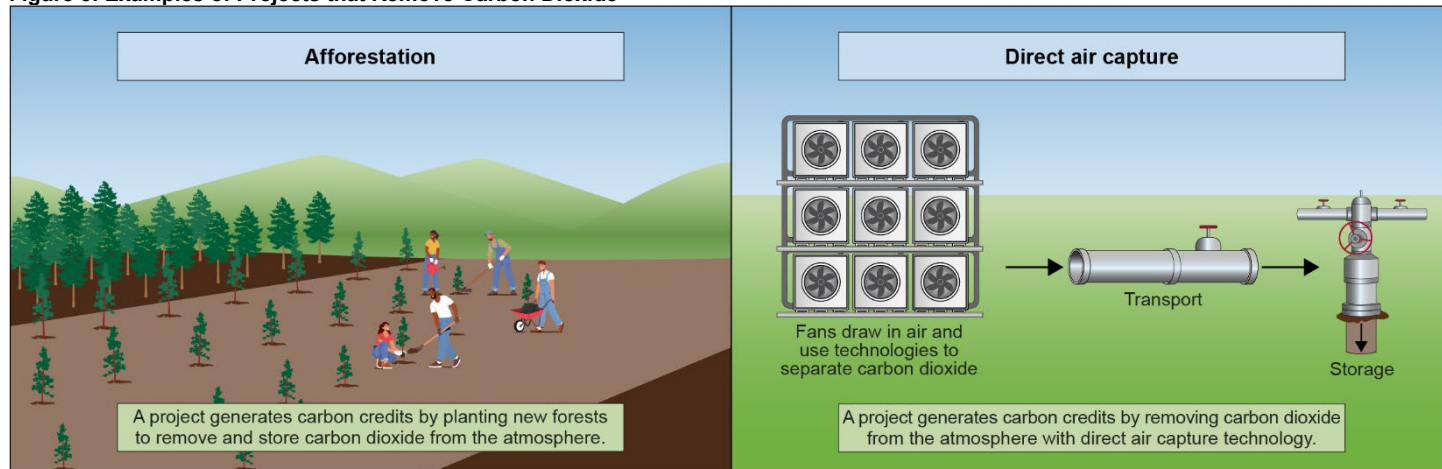 Afforestation
A project generates carbon credits by planting new forests
to remove and store carbon dioxide from the atmosphere.
Direct air capture
Fans draw in air and
use technologies to
separate carbon dioxide
Transport
Storage
A project generates carbon credits by removing carbon dioxide
from the atmosphere with direct air capture technology.